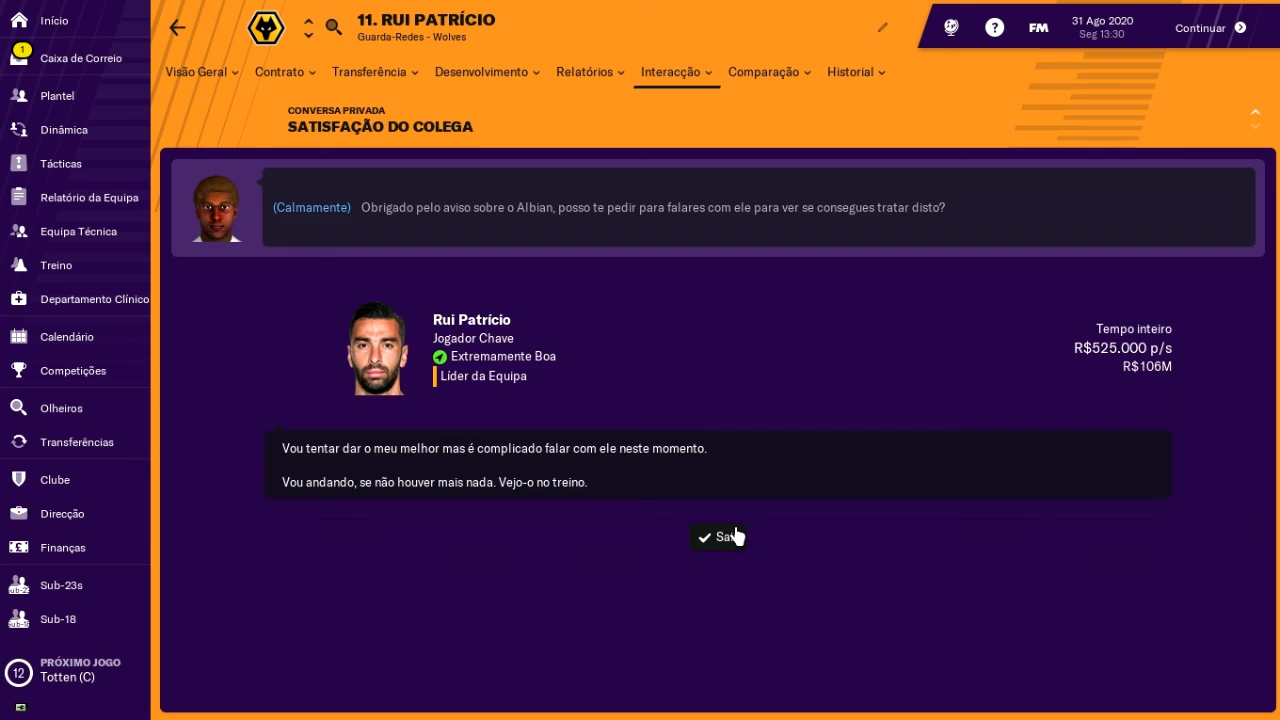 Início
1
Caixa de Correio
Plantel
Dinâmica
Tácticas
Relatório da Equipa
Equipa Técnica
Treino
Departamento Clínico
Calendário
Competições
Olheiros
Transferências
Clube
Direcção
Finanças
Sub-23s
Sub-18
12
PRÓXIMO JOGO
Totten (C)
11. RUI PATRÍCIO
Guarda-Redes - Wolves
?
FM
31 Ago 2020
Seg 13:30
Continuar
Visão Geral
Contrato
Transferência
Desenvolvimento
Relatórios
Interacção
Comparação
Historial
CONVERSA PRIVADA
SATISFAÇÃO DO COLEGA
(Calmamente) Obrigado pelo aviso sobre o Albian, posso te pedir para falares com ele para ver se consegues tratar disto?
Rui Patrício
Jogador Chave
Extremamente Boa
Líder da Equipa
Tempo inteiro
R$525.000 p/s
R$106M
Vou tentar dar o meu melhor mas é complicado falar com ele neste momento.
Vou andando, se não houver mais nada. Vejo-o no treino.